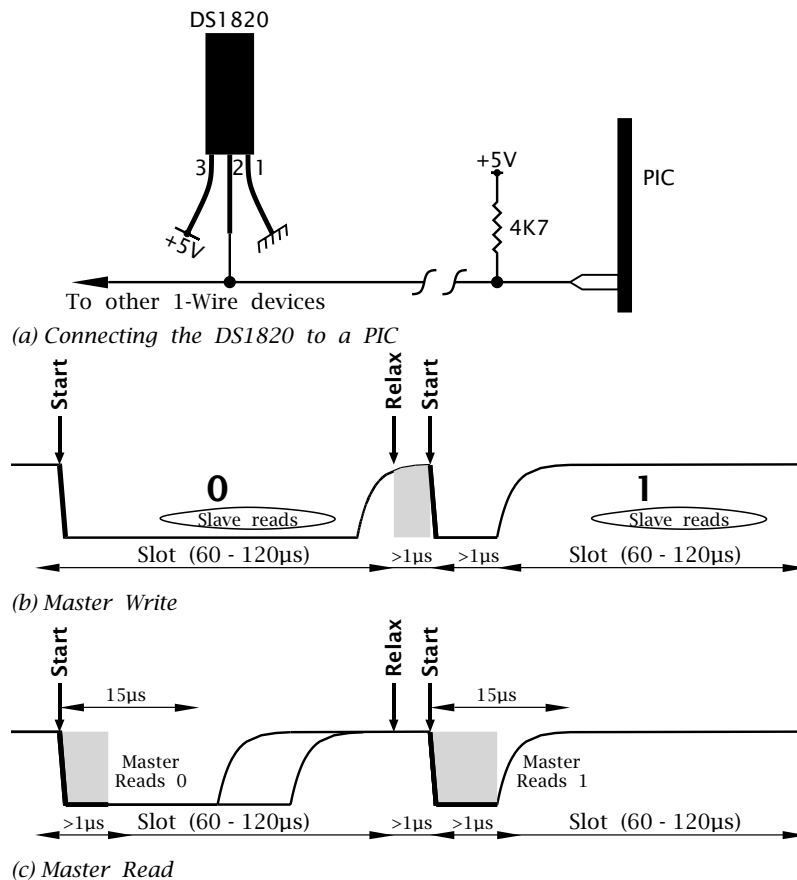 DS1820
3 2 1
+5V
+5V
PIC
4K7
To other 1-Wire devices
(a) Connecting the DS1820 to a PIC
Start
Relax
Start
0
1
Slave reads
Slave reads
Slot (60 - 120µs)
>1µs
>1µs
Slot (60 - 120µs)
(b) Master Write
Start
Relax
Start
15µs
15µs
Master
Reads 0
Master
Reads 1
>1µs
Slot (60 - 120µs)
>1µs
>1µs
Slot (60 - 120µs)
(c) Master Read